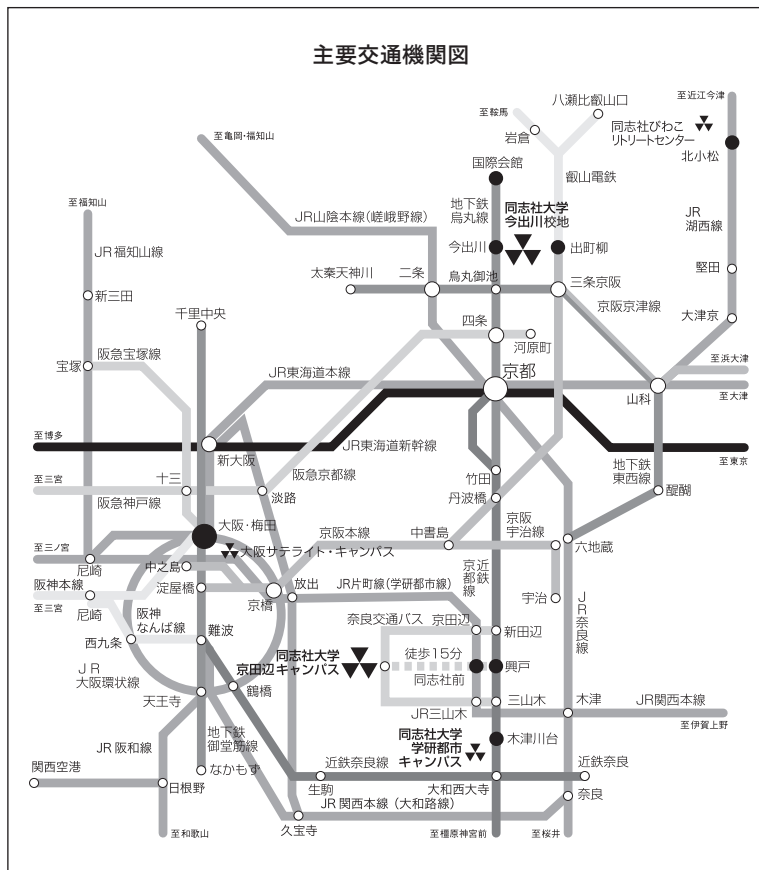 主要交通機関図
至近江今津
八瀬比叡山口
至鞍馬
同志社びわこ
リトリートセンター
岩倉
至亀岡・福知山
国際会館
北小松
叡山電鉄
地下鉄
烏丸線
同志社大学
今出川校地
至福知山
JR山陰本線(嵯峨野線)
JR
湖西線
JR福知山線
今出川
出町柳
太秦天神川
二条
烏丸御池
三条京阪
堅田
新三田
京阪京津線
千里中央
四条
大津京
河原町
阪急宝塚線
宝塚
JR東海道本線
京都
至浜大津
山科
至大津
至博多
JR東海道新幹線
新大阪
地下鉄
東西線
至東京
至三宮
十三
阪急京都線
竹田
阪急神戸線
淡路
丹波橋
醍醐
大阪・梅田
京阪本線
中書島
京阪
宇治線
至三ノ宮
大阪サテライト・キャンパス
六地蔵
尼崎
中之島
近鉄
京都線
阪神本線
淀屋橋
京橋
放出
JR片町線(学研都市線)
宇治
JR奈良線
至三宮
尼崎
阪神
なんば線
奈良交通バス
京田辺
新田辺
西九条
難波
同志社大学
京田辺キャンパス
徒歩15分
興戸
同志社前
JR
大阪環状線
鶴橋
天王寺
三山木
木津
JR関西本線
JR三山木
至伊賀上野
JR阪和線
地下鉄
御堂筋線
同志社大学
学研都市
キャンパス
木津川台
関西空港
なかもず
近鉄奈良線
近鉄奈良
日根野
生駒
大和西大寺
JR関西本線(大和路線)
奈良
至和歌山
久宝寺
至橿原神宮前
至桜井